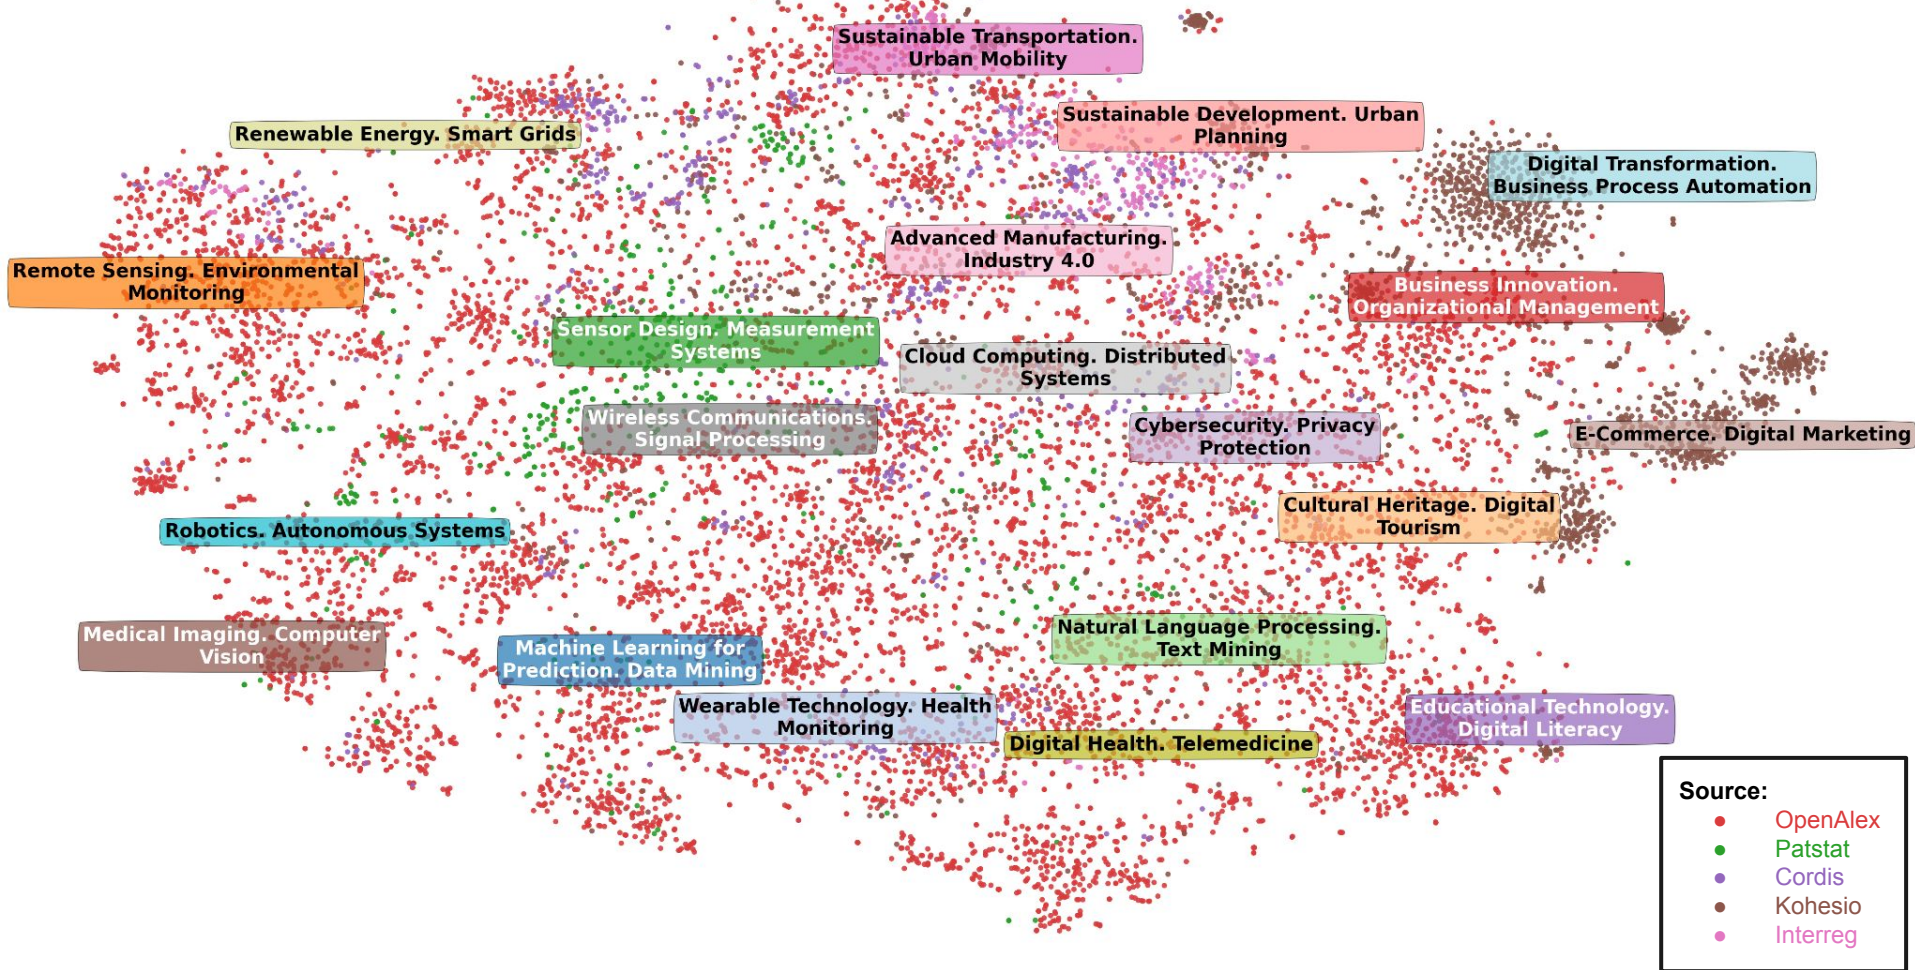 Sustainable Transportation.
Urban Mobility
Sustainable Development. Urban
Planning
Renewable Energy. Smart Grids
Digital Transformation.
Business Process Automation
Advanced Manufacturing.
Industry 4.0
Remote Sensing. Environmental
Monitoring
Business Innovation.
Organizational Management
Sensor Design. Measurement
Systems
Cloud Computing. Distributed
Systems
Wireless Communications.
Signal Processing
Cybersecurity. Privacy
Protection
E-Commerce. Digital Marketing
Cultural Heritage. Digital
Tourism
Robotics. Autonomous Systems
Medical Imaging. Computer
Vision
Machine Learning for
Prediction. Data Mining
Natural Language Processing.
Text Mining
Wearable Technology. Health
Monitoring
Digital Health. Telemedicine
Educational Technology.
Digital Literacy
Source:
OpenAlex
Patstat
Cordis
Kohesio
Interreg